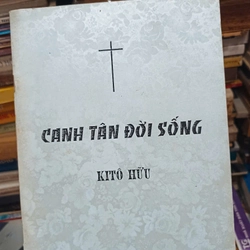 CANH TÂN ĐỜI SỐNG
KITÔ HỮU